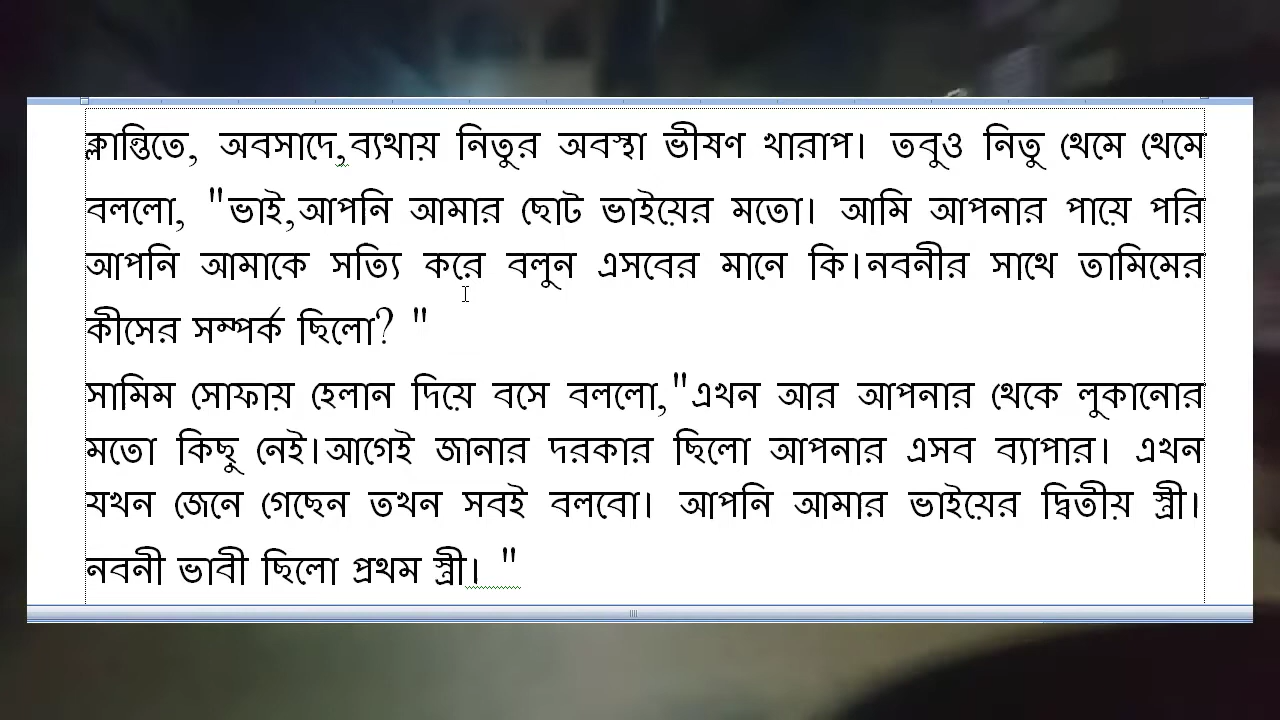 ক্লান্তিতে, অবসাদে,ব্যথায় নিতুর অবস্থা ভীষণ খারাপ। তবুও নিতু থেমে থেমে
বললো, "ভাই,আপনি আমার ছোট ভাইয়ের মতো। আমি আপনার পায়ে পরি
আপনি আমাকে সত্যি করে বলুন এসবের মানে কি।নবনীর সাথে তামিমের
কীসের সম্পর্ক ছিলো? "
সামিম সোফায় হেলান দিয়ে বসে বললো,"এখন আর আপনার থেকে লুকানোর
মতো কিছু নেই।আগেই জানার দরকার ছিলো আপনার এসব ব্যাপার। এখন
যখন জেনে গেছেন তখন সবই বলবো। আপনি আমার ভাইয়ের দ্বিতীয় স্ত্রী।
নবনী ভাবী ছিলো প্রথম স্ত্রী। "